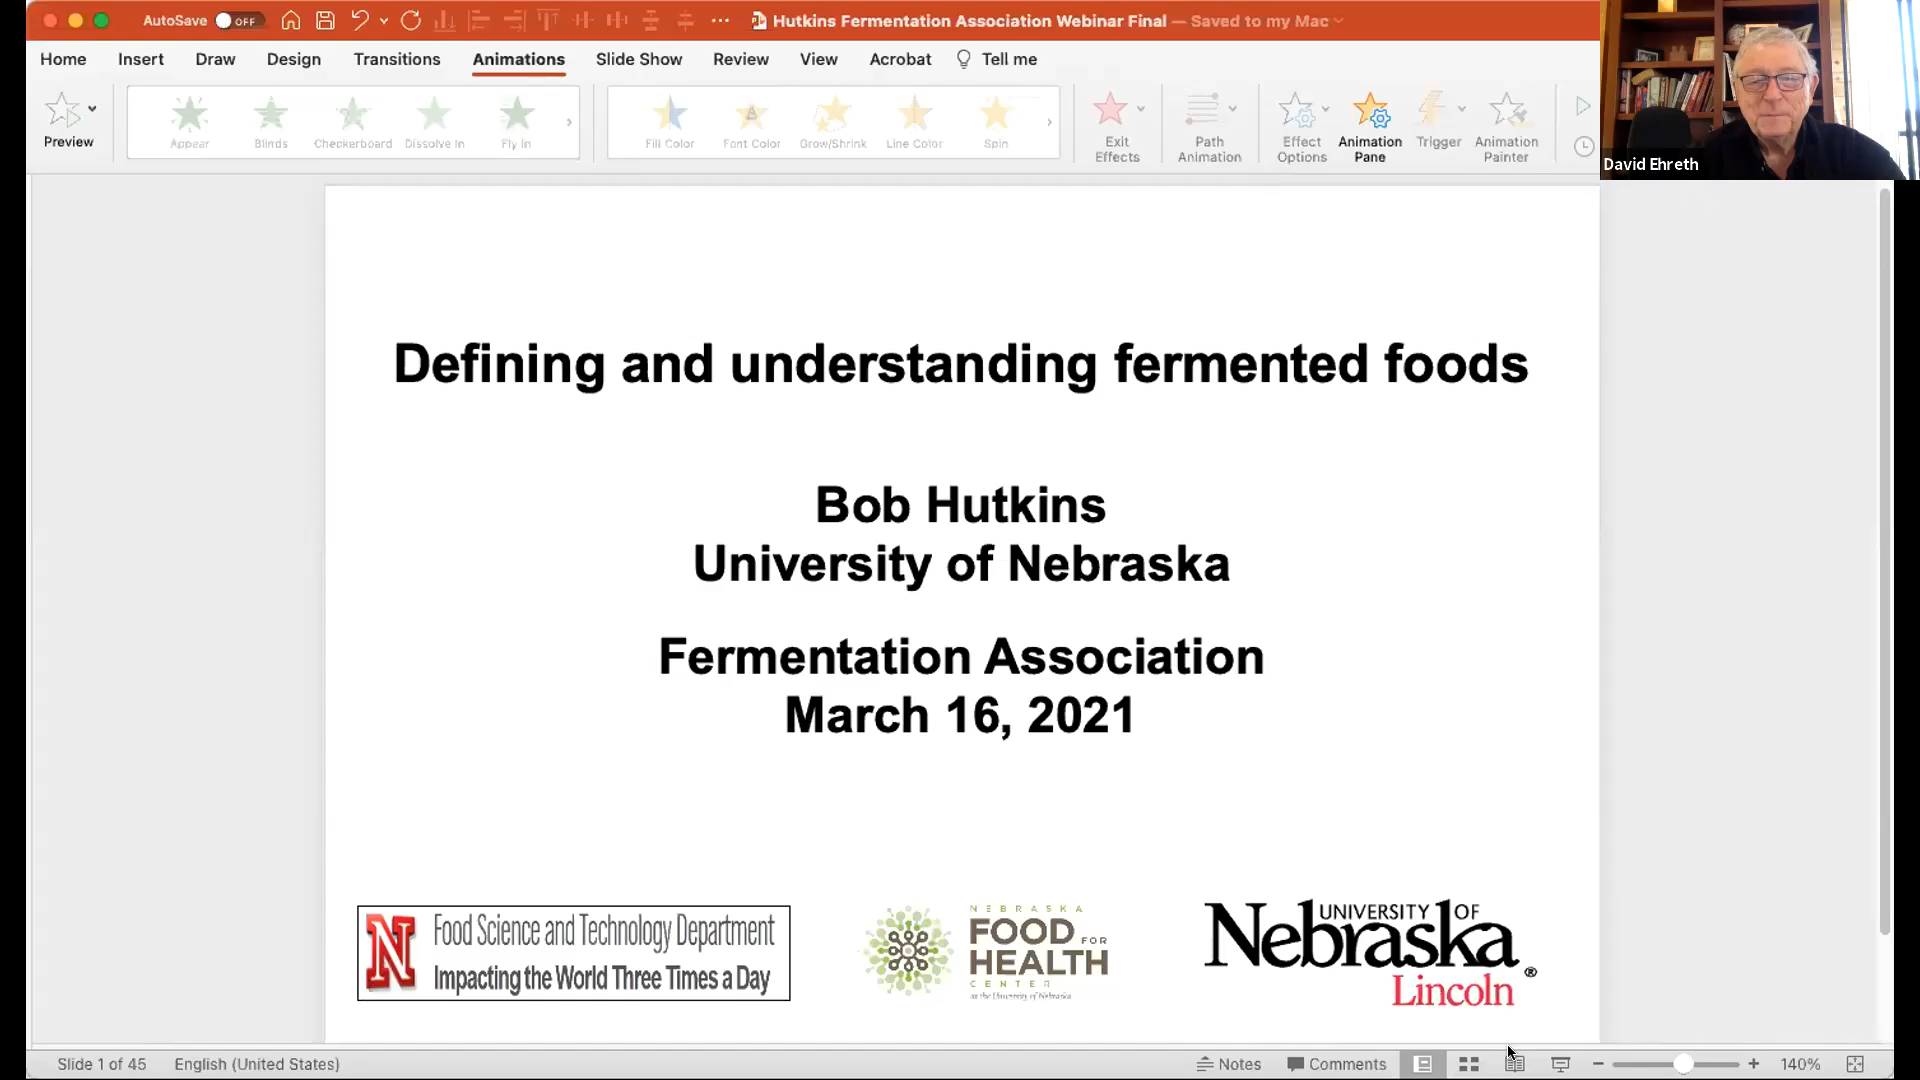 AutoSave OFF
Hutkins Fermentation Association Webinar Final — Saved to my Mac
Home Insert Draw Design Transitions Animations Slide Show Review View Acrobat Tell me
Preview
Appear Blinds Checkerboard Dissolve In Fly In
Fill Color Font Color Grow/Shrink Line Color Spin
Exit Effects
Path Animation
Effect Options
Animation Pane
Trigger
Animation Painter
David Ehreth
Defining and understanding fermented foods
Bob Hutkins
University of Nebraska
Fermentation Association
March 16, 2021
N
Food Science and Technology Department
Impacting the World Three Times a Day
NEBRASKA
FOOD FOR
HEALTH
CENTER
at the University of Nebraska
UNIVERSITY OF
Nebraska
Lincoln
®
Slide 1 of 45 English (United States) Notes Comments 140%